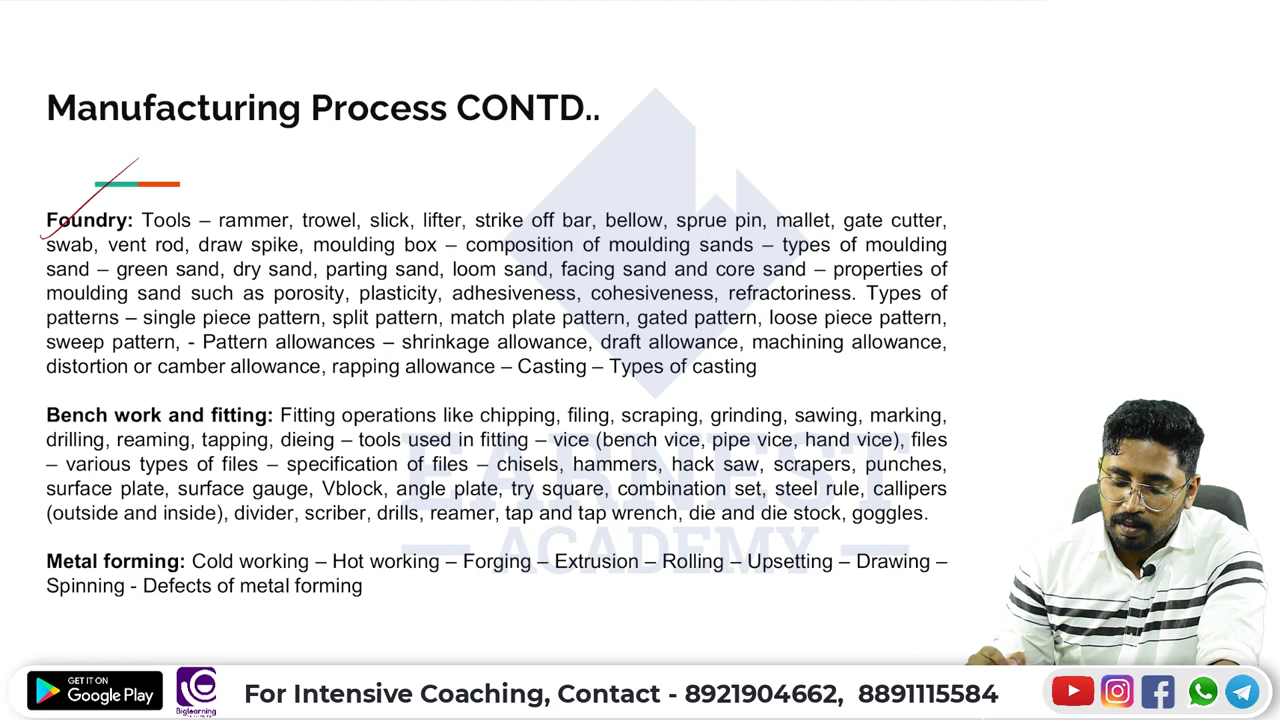 Manufacturing Process CONTD..
Foundry: Tools – rammer, trowel, slick, lifter, strike off bar, bellow, sprue pin, mallet, gate cutter,
swab, vent rod, draw spike, moulding box – composition of moulding sands – types of moulding
sand – green sand, dry sand, parting sand, loom sand, facing sand and core sand – properties of
moulding sand such as porosity, plasticity, adhesiveness, cohesiveness, refractoriness. Types of
patterns – single piece pattern, split pattern, match plate pattern, gated pattern, loose piece pattern,
sweep pattern, - Pattern allowances – shrinkage allowance, draft allowance, machining allowance,
distortion or camber allowance, rapping allowance – Casting – Types of casting
Bench work and fitting: Fitting operations like chipping, filing, scraping, grinding, sawing, marking,
drilling, reaming, tapping, dieing – tools used in fitting – vice (bench vice, pipe vice, hand vice), files
– various types of files – specification of files – chisels, hammers, hack saw, scrapers, punches,
surface plate, surface gauge, Vblock, angle plate, try square, combination set, steel rule, callipers
(outside and inside), divider, scriber, drills, reamer, tap and tap wrench, die and die stock, goggles.
Metal forming: Cold working – Hot working – Forging – Extrusion – Rolling – Upsetting – Drawing –
Spinning - Defects of metal forming
EARNEST
ACADEMY
GET IT ON
Google Play
Biglearning
For Intensive Coaching, Contact - 8921904662, 8891115584